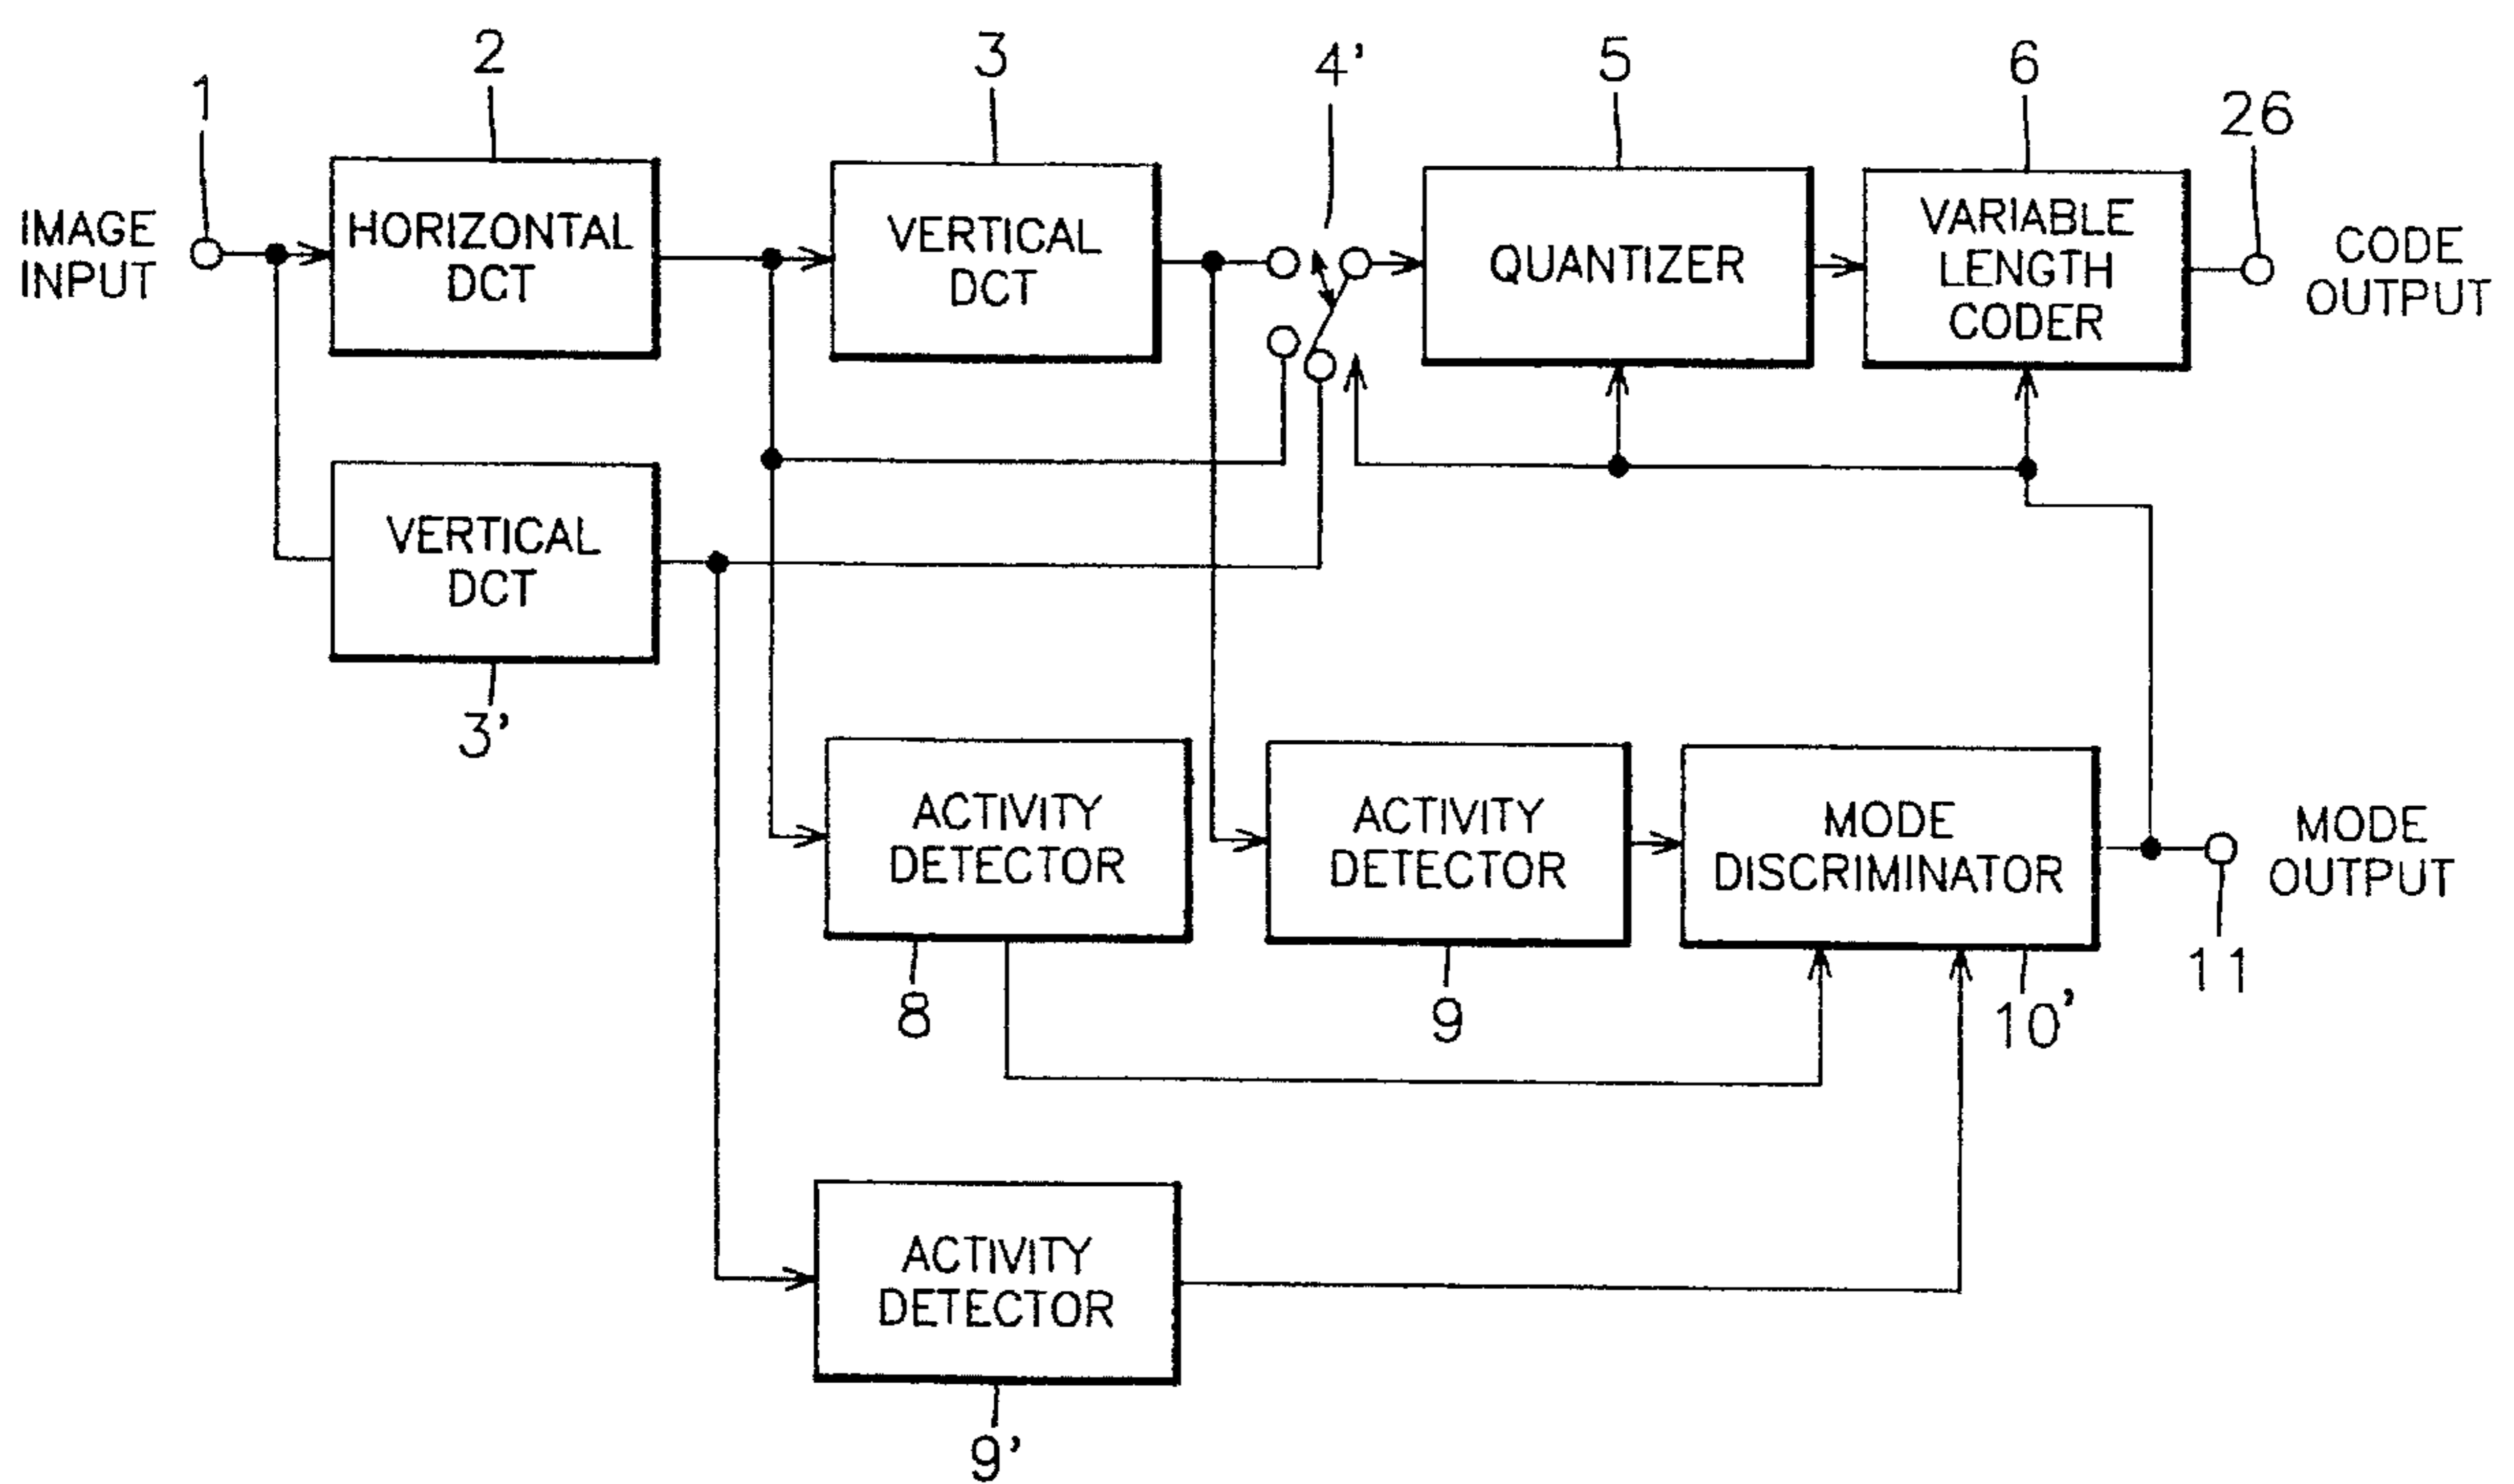 1
2
3
4'
5
6
26
IMAGE
INPUT
HORIZONTAL
DCT
VERTICAL
DCT
QUANTIZER
VARIABLE
LENGTH
CODER
CODE
OUTPUT
VERTICAL
DCT
3'
ACTIVITY
DETECTOR
ACTIVITY
DETECTOR
MODE
DISCRIMINATOR
MODE
OUTPUT
8
9
10'
11
ACTIVITY
DETECTOR
9'